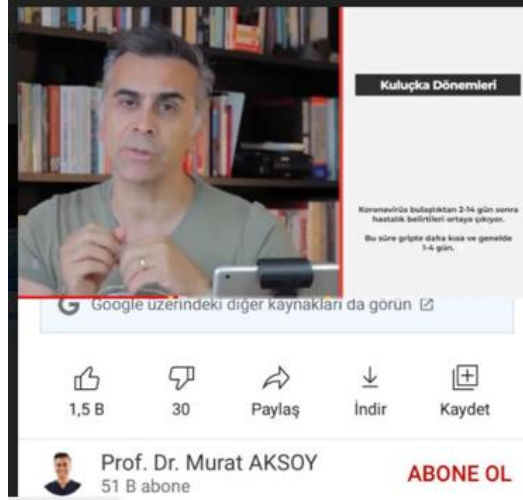 Kuluçka Dönemleri
Koronavirüs bulaştıktan 2-14 gün sonra
hastalık belirtileri ortaya çıkıyor.
Bu süre gripte daha kısa ve genelde
1-4 gün.
Google üzerindeki diğer kaynakları da görün
1,5 B
30
Paylaş
İndir
Kaydet
Prof. Dr. Murat AKSOY
51 B abone
ABONE OL